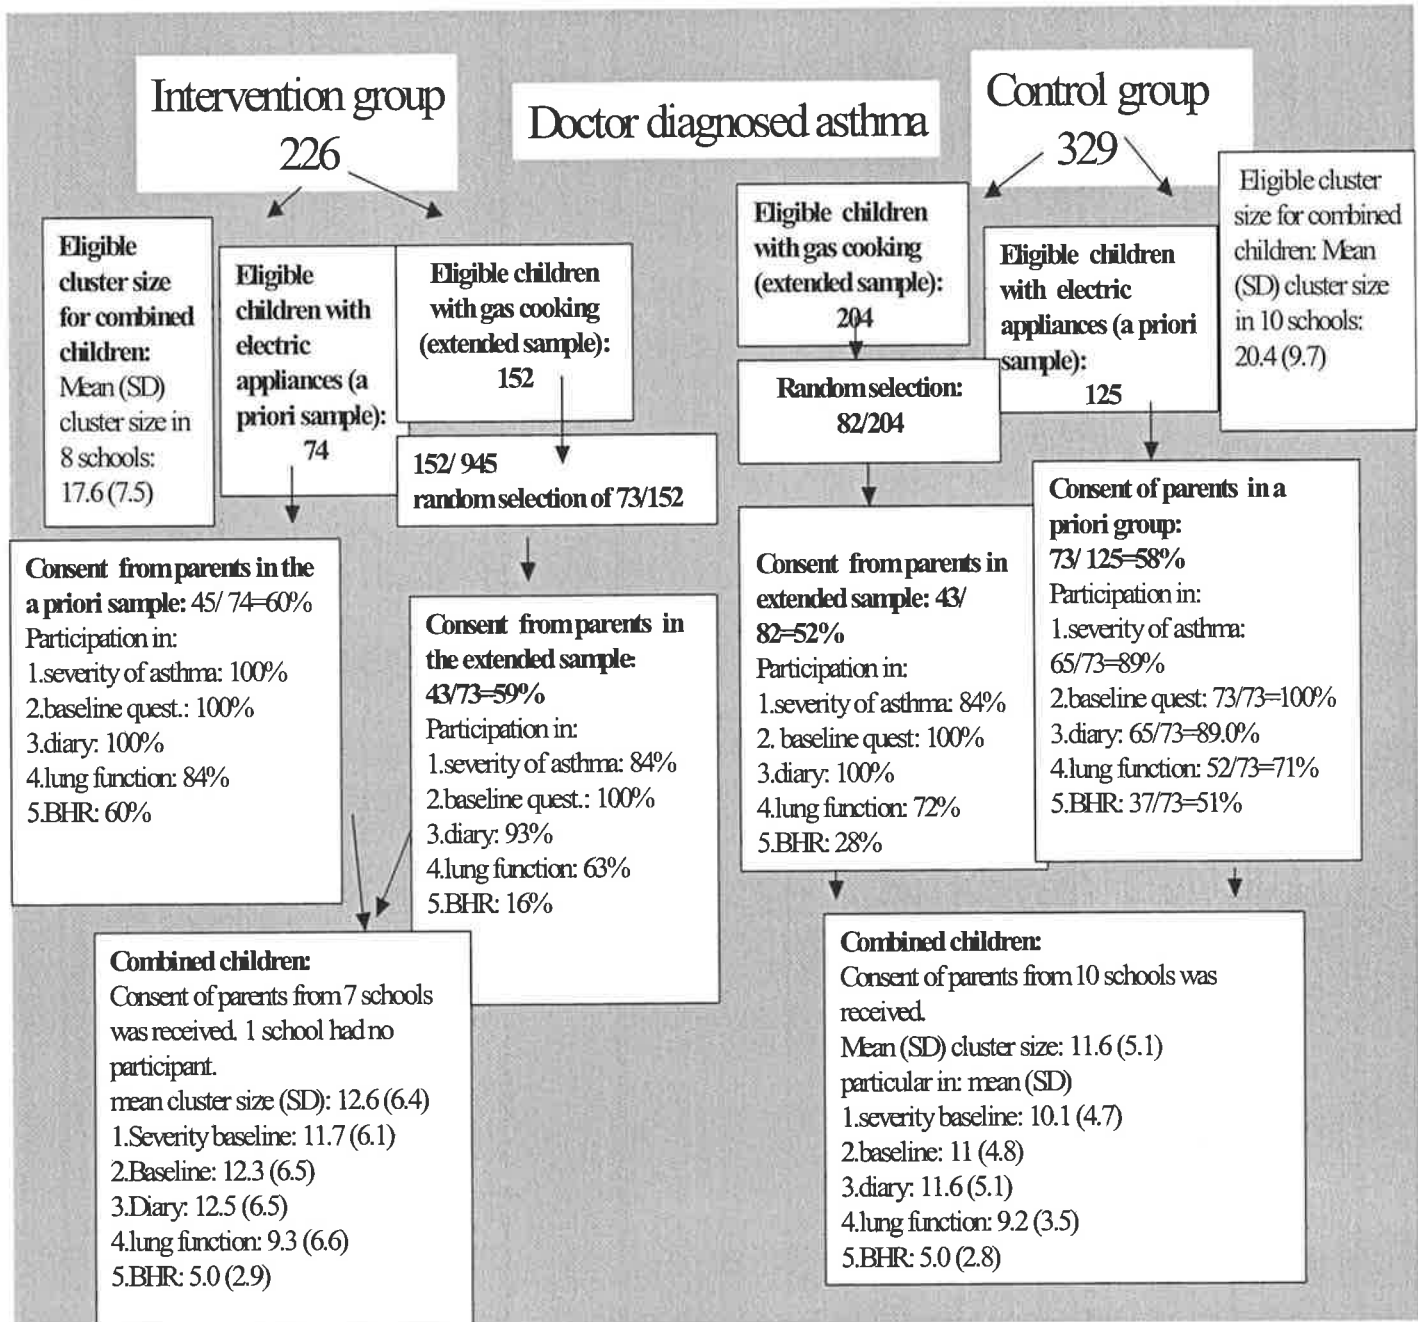 Intervention group
226
Doctor diagnosed asthma
Control group
329
Eligible
cluster size
for combined
children:
Mean (SD)
cluster size in
8 schools:
17.6 (7.5)
Eligible
children with
electric
appliances (a
priori sample):
74
Eligible children
with gas cooking
(extended sample):
152
152/ 945
random selection of 73/152
Eligible children
with gas cooking
(extended sample):
204
Random selection:
82/204
Eligible children
with electric
appliances (a priori
sample):
125
Eligible cluster
size for combined
children: Mean
(SD) cluster size
in 10 schools:
20.4 (9.7)
Consent from parents in the
a priori sample: 45/ 74=60%
Participation in:
1.severity of asthma: 100%
2.baseline quest.: 100%
3.diary: 100%
4.lung function: 84%
5.BHR: 60%
Consent from parents in
the extended sample:
43/73=59%
Participation in:
1.severity of asthma: 84%
2.baseline quest.: 100%
3.diary: 93%
4.lung function: 63%
5.BHR: 16%
Consent from parents in
extended sample: 43/
82=52%
Participation in:
1.severity of asthma: 84%
2. baseline quest: 100%
3.diary: 100%
4.lung function: 72%
5.BHR: 28%
Consent of parents in a
priori group:
73/ 125=58%
Participation in:
1.severity of asthma:
65/73=89%
2.baseline quest: 73/73=100%
3.diary: 65/73=89.0%
4.lung function: 52/73=71%
5.BHR: 37/73=51%
Combined children:
Consent of parents from 7 schools
was received. 1 school had no
participant.
mean cluster size (SD): 12.6 (6.4)
1.Severity baseline: 11.7 (6.1)
2.Baseline: 12.3 (6.5)
3.Diary: 12.5 (6.5)
4.lung function: 9.3 (6.6)
5.BHR: 5.0 (2.9)
Combined children:
Consent of parents from 10 schools was
received.
Mean (SD) cluster size: 11.6 (5.1)
particular in: mean (SD)
1.severity baseline: 10.1 (4.7)
2.baseline: 11 (4.8)
3.diary: 11.6 (5.1)
4.lung function: 9.2 (3.5)
5.BHR: 5.0 (2.8)